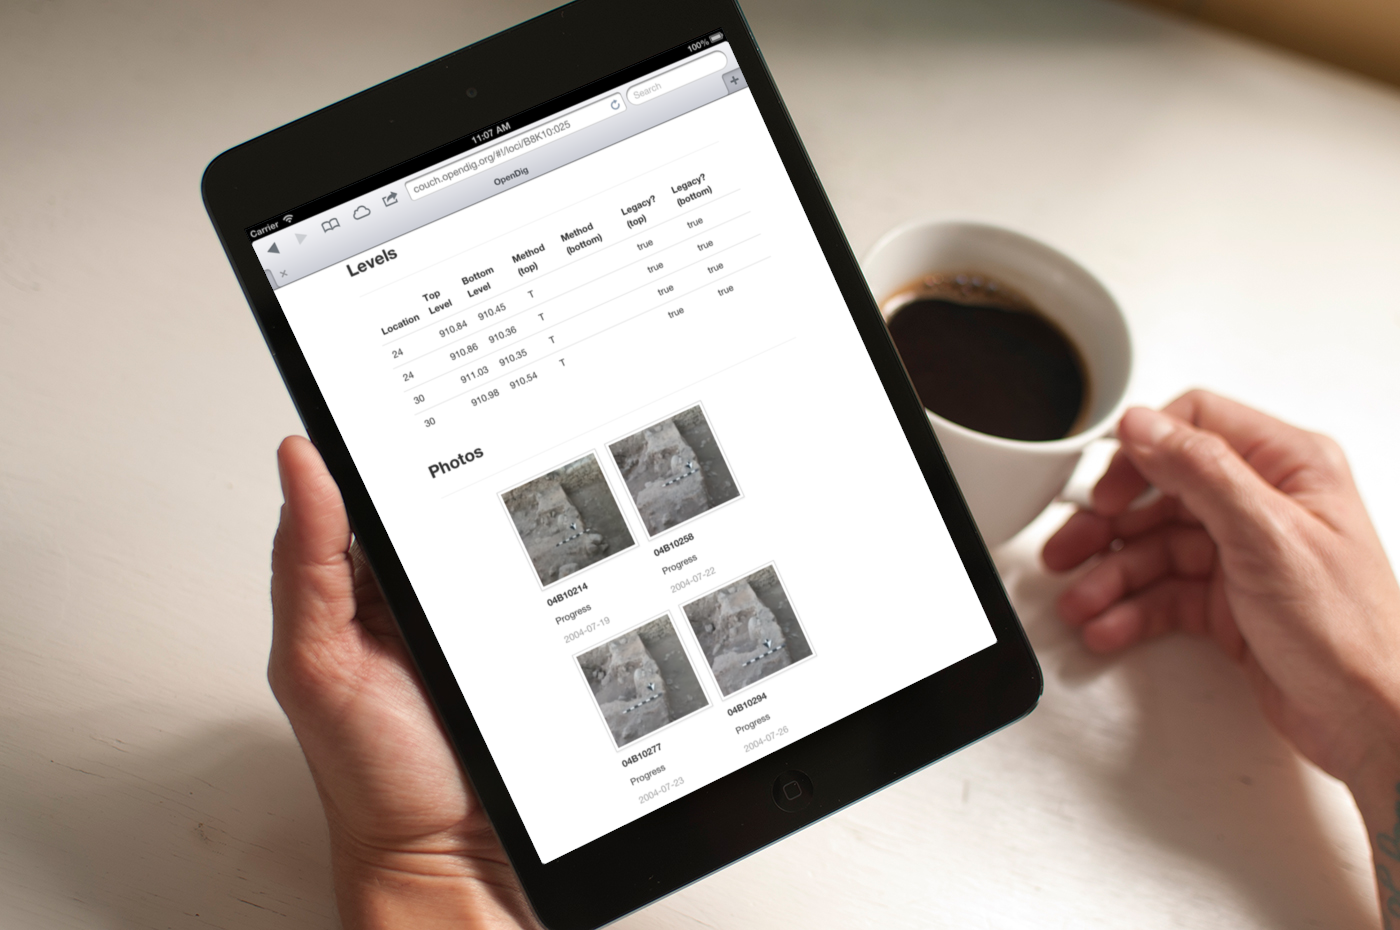 Carrier 11:07 AM 100%
couch.opendig.org/#!/loci/B8K10:025 Search
OpenDig
Levels
Location Top Level Bottom Level Method (top) Method (bottom) Legacy? (top) Legacy? (bottom)
24 910.84 910.45 T true true
24 910.86 910.36 T true true
30 911.03 910.35 T true true
30 910.98 910.54 T true true
Photos
04B10214
Progress
2004-07-19
04B10258
Progress
2004-07-22
04B10277
Progress
2004-07-23
04B10294
Progress
2004-07-26